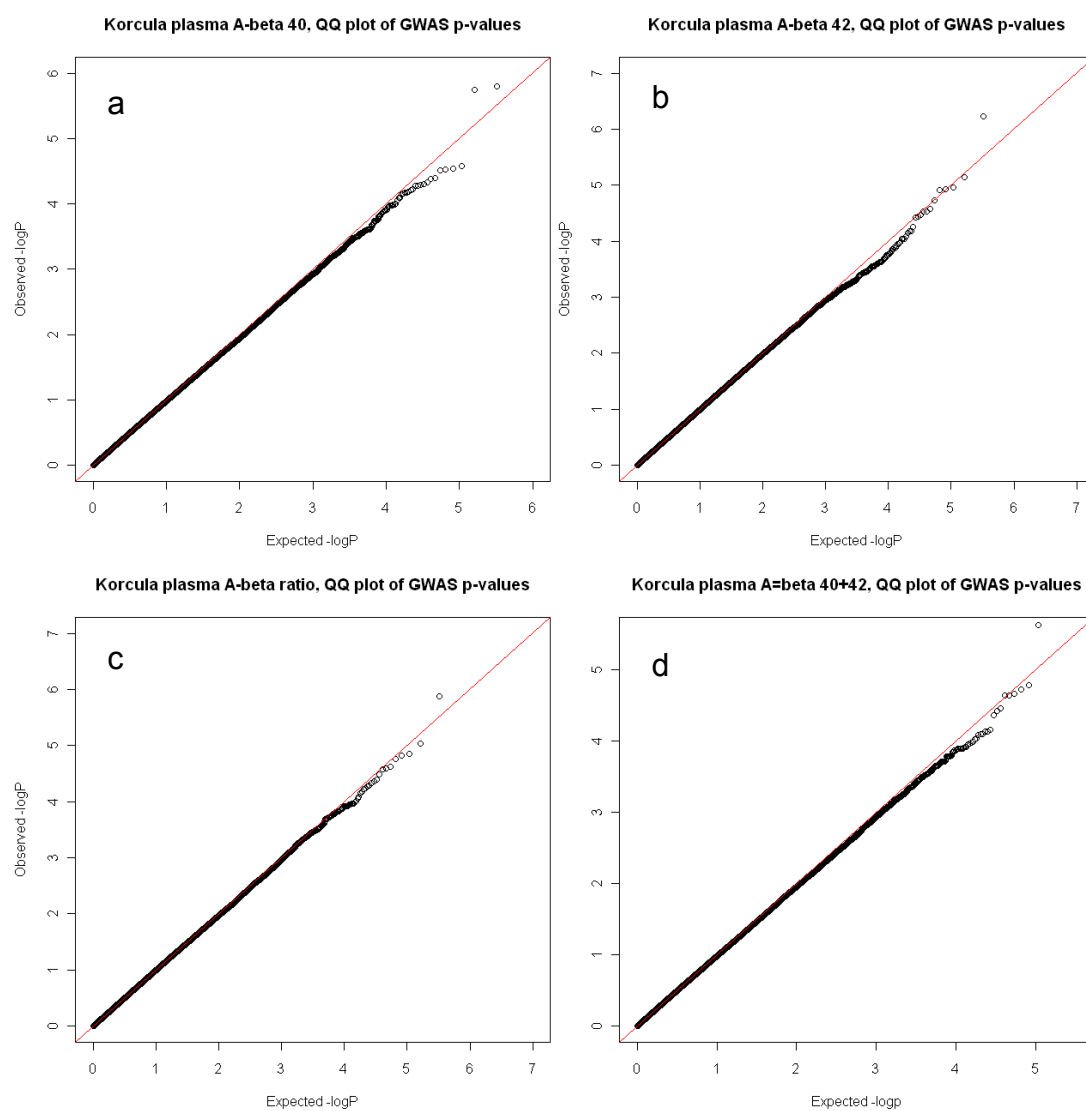 Korcula plasma A-beta 40, QQ plot of GWAS p-values
a
Observed -logP
6
5
4
3
2
1
0
0 1 2 3 4 5 6
Expected -logP
Korcula plasma A-beta 42, QQ plot of GWAS p-values
b
Observed -logP
7
6
5
4
3
2
1
0
0 1 2 3 4 5 6 7
Expected -logP
Korcula plasma A-beta ratio, QQ plot of GWAS p-values
c
Observed -logP
7
6
5
4
3
2
1
0
0 1 2 3 4 5 6 7
Expected -logP
Korcula plasma A=beta 40+42, QQ plot of GWAS p-values
d
5
4
3
2
1
0
0 1 2 3 4 5
Expected -logp